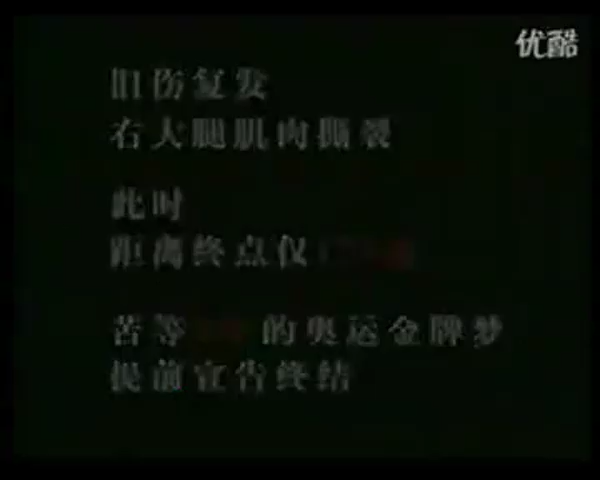 优酷
旧伤复发
右大腿肌肉撕裂
此时
距离终点仅
苦等 的奥运金牌梦
提前宣告终结